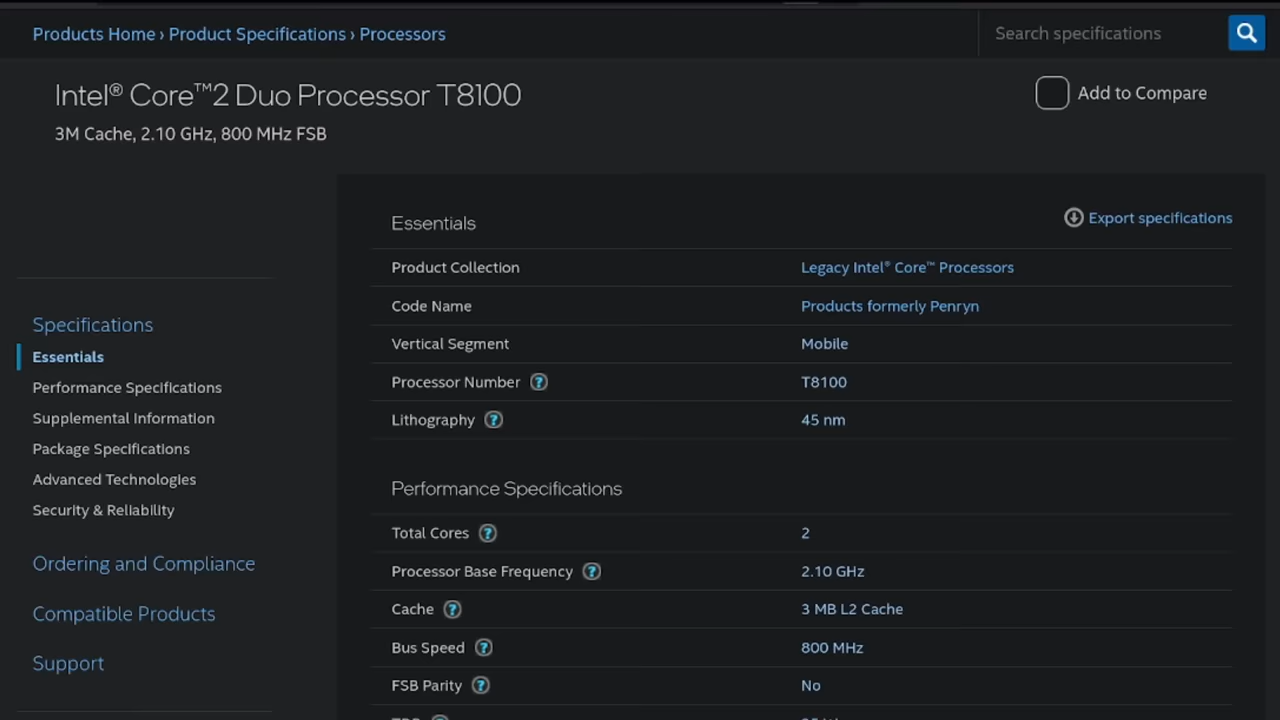 Products Home › Product Specifications › Processors
Search specifications
Intel® Core™2 Duo Processor T8100
Add to Compare
3M Cache, 2.10 GHz, 800 MHz FSB
Essentials
Export specifications
Product Collection Legacy Intel® Core™ Processors
Code Name Products formerly Penryn
Vertical Segment Mobile
Processor Number ? T8100
Lithography ? 45 nm
Performance Specifications
Total Cores ? 2
Processor Base Frequency ? 2.10 GHz
Cache ? 3 MB L2 Cache
Bus Speed ? 800 MHz
FSB Parity ? No
Specifications
Essentials
Performance Specifications
Supplemental Information
Package Specifications
Advanced Technologies
Security & Reliability
Ordering and Compliance
Compatible Products
Support